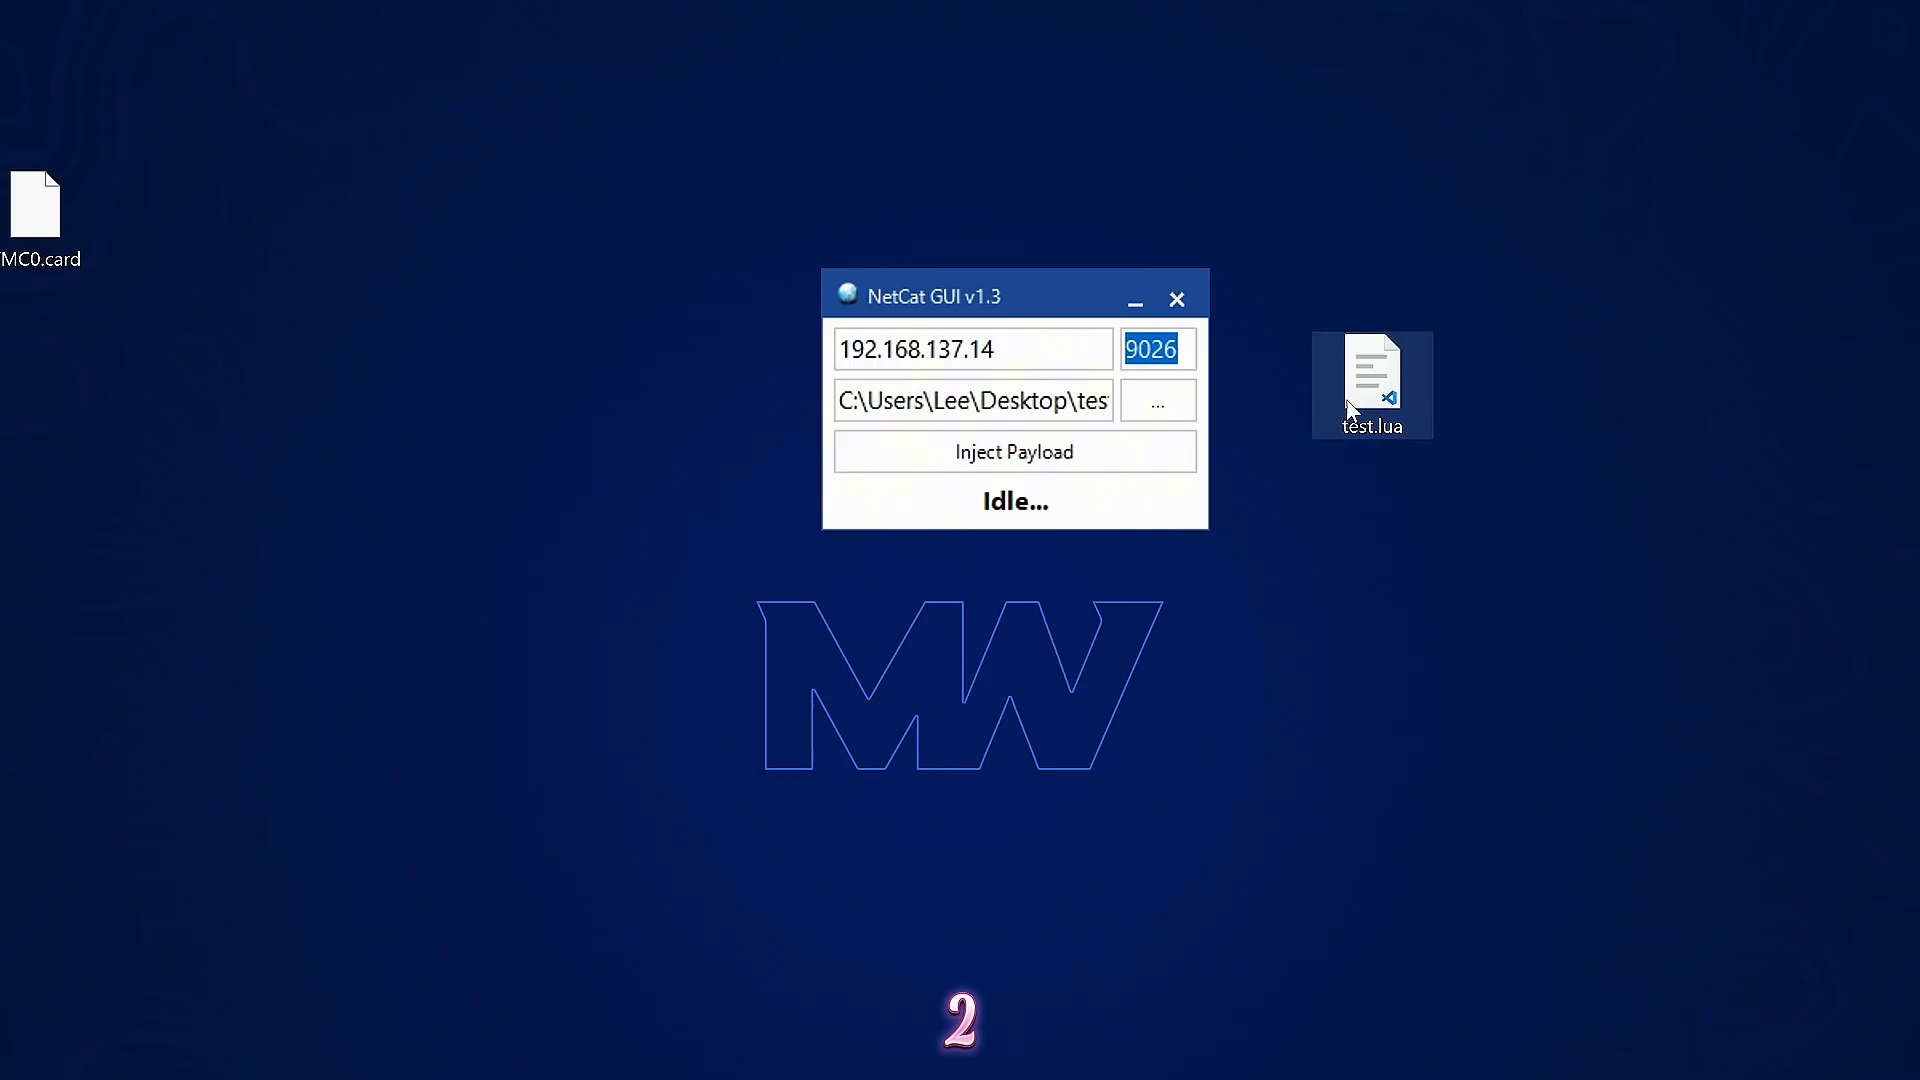 MC0.card
NetCat GUI v1.3
192.168.137.14
9026
C:\Users\Lee\Desktop\tes
...
Inject Payload
Idle...
test.lua
MW
2